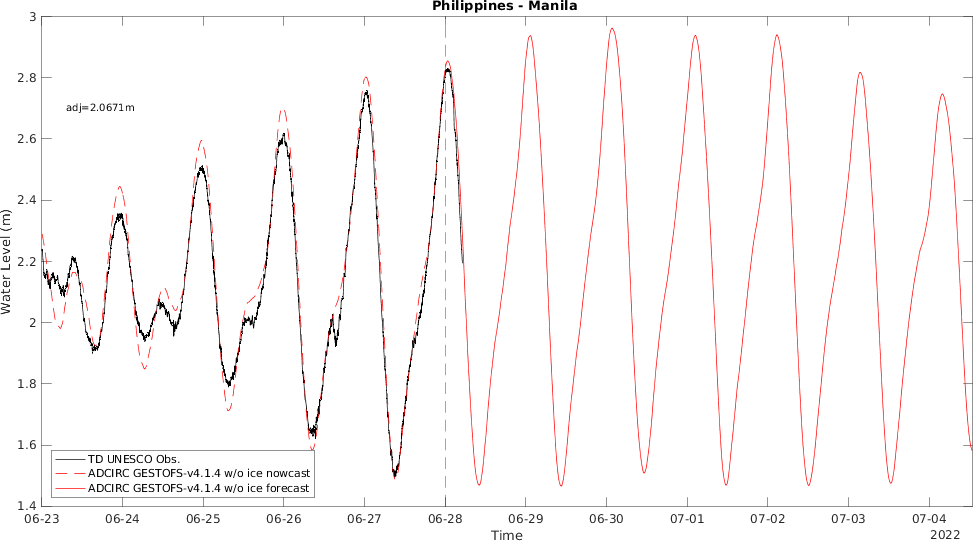 Philippines - Manila
3
2.8
2.6
2.4
2.2
2
1.8
1.6
1.4
Water Level (m)
adj=2.0671m
TD UNESCO Obs.
ADCIRC GESTOFS-v4.1.4 w/o ice nowcast
ADCIRC GESTOFS-v4.1.4 w/o ice forecast
06-23 06-24 06-25 06-26 06-27 06-28 06-29 06-30 07-01 07-02 07-03 07-04
Time
2022